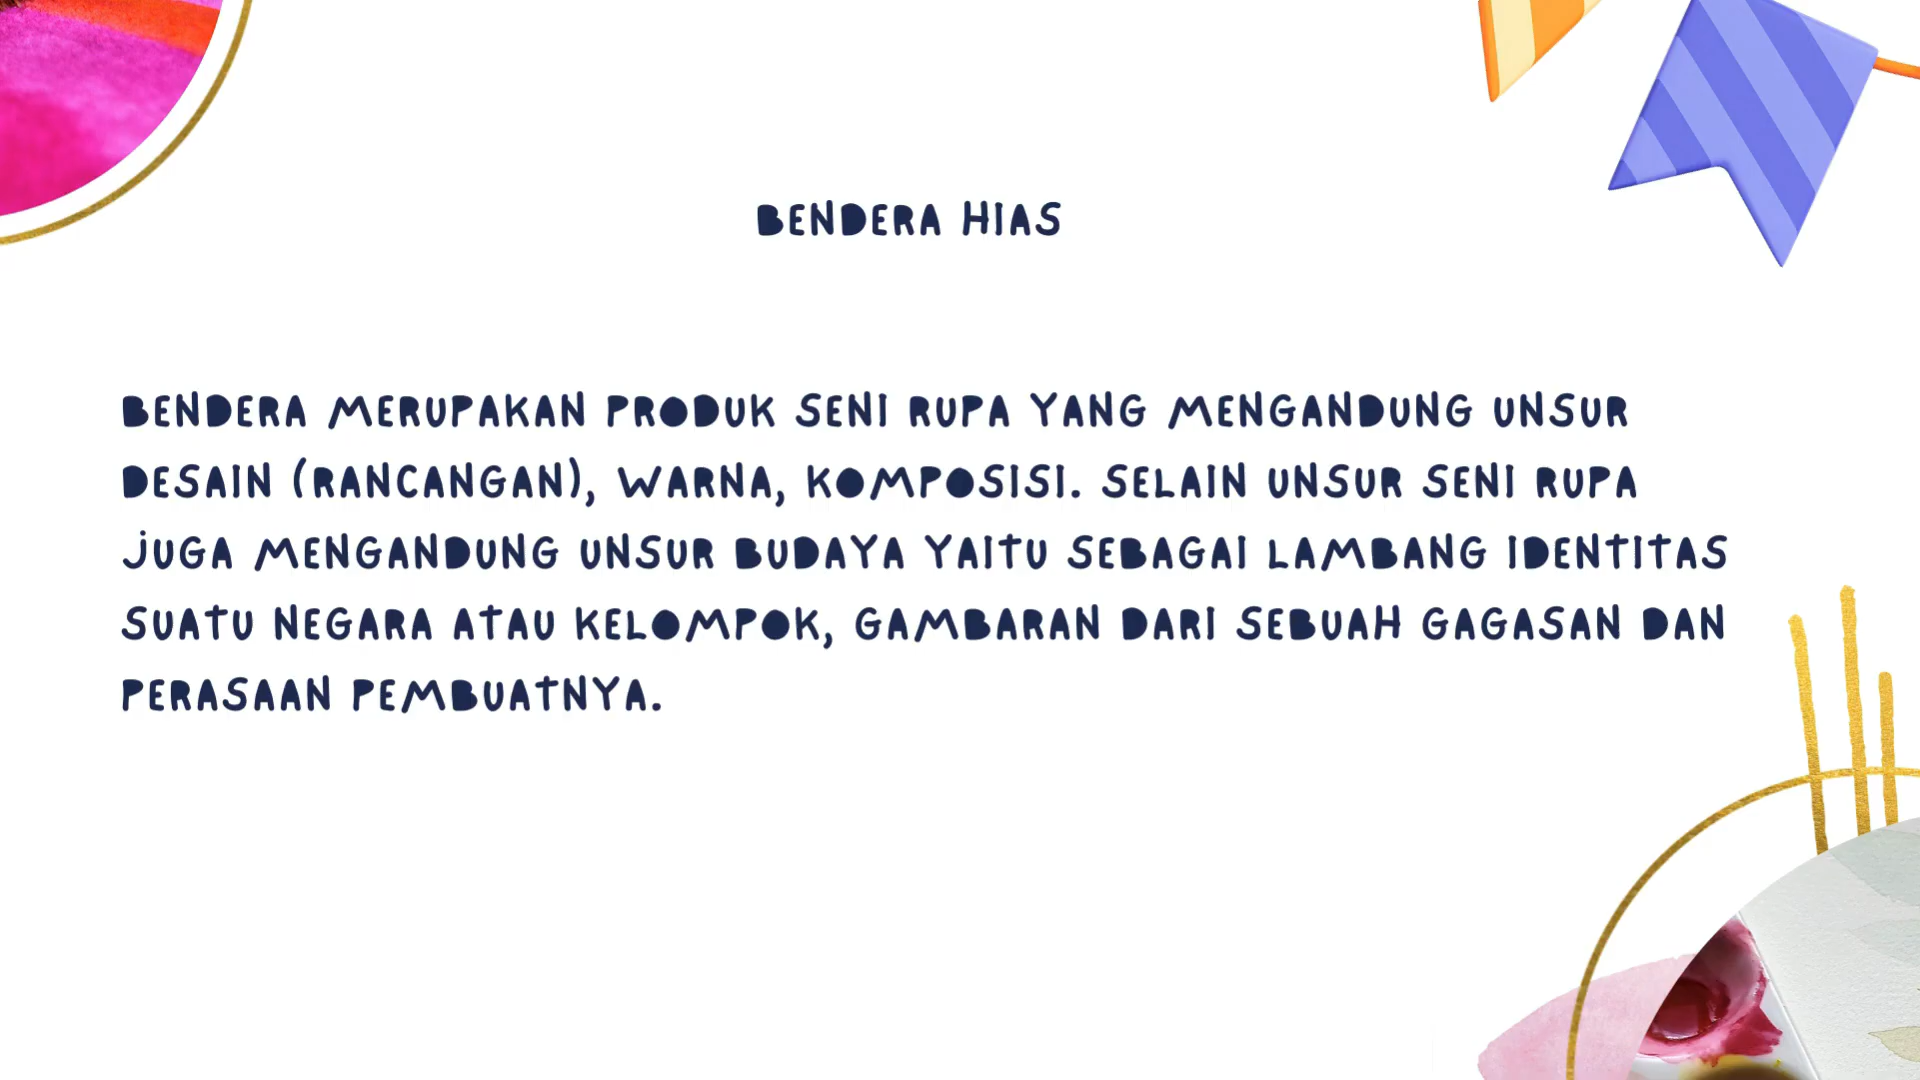 BENDERA HIAS
BENDERA MERUPAKAN PRODUK SENI RUPA YANG MENGANDUNG UNSUR
DESAIN (RANCANGAN), WARNA, KOMPOSISI. SELAIN UNSUR SENI RUPA
JUGA MENGANDUNG UNSUR BUDAYA YAITU SEBAGAI LAMBANG IDENTITAS
SUATU NEGARA ATAU KELOMPOK, GAMBARAN DARI SEBUAH GAGASAN DAN
PERASAAN PEMBUATNYA.